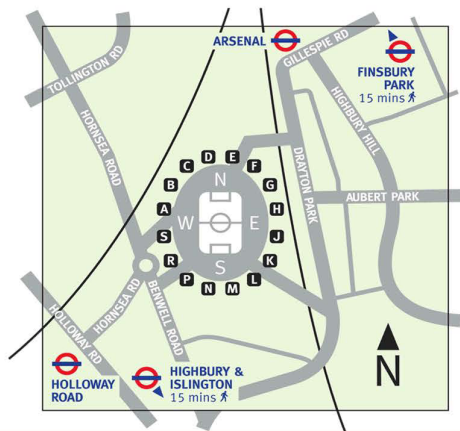 ARSENAL
GILLESPIE RD
FINSBURY
PARK
15 mins
TOLLINGTON RD
HORNSEA ROAD
HIGHBURY HILL
DRAYTON PARK
AUBERT PARK
D
E
C
F
B
G
A
H
S
J
R
K
P
L
N
M
N
W
E
S
HORNSEA RD
BENWELL ROAD
HOLLOWAY RD
HOLLOWAY
ROAD
HIGHBURY &
ISLINGTON
15 mins
N